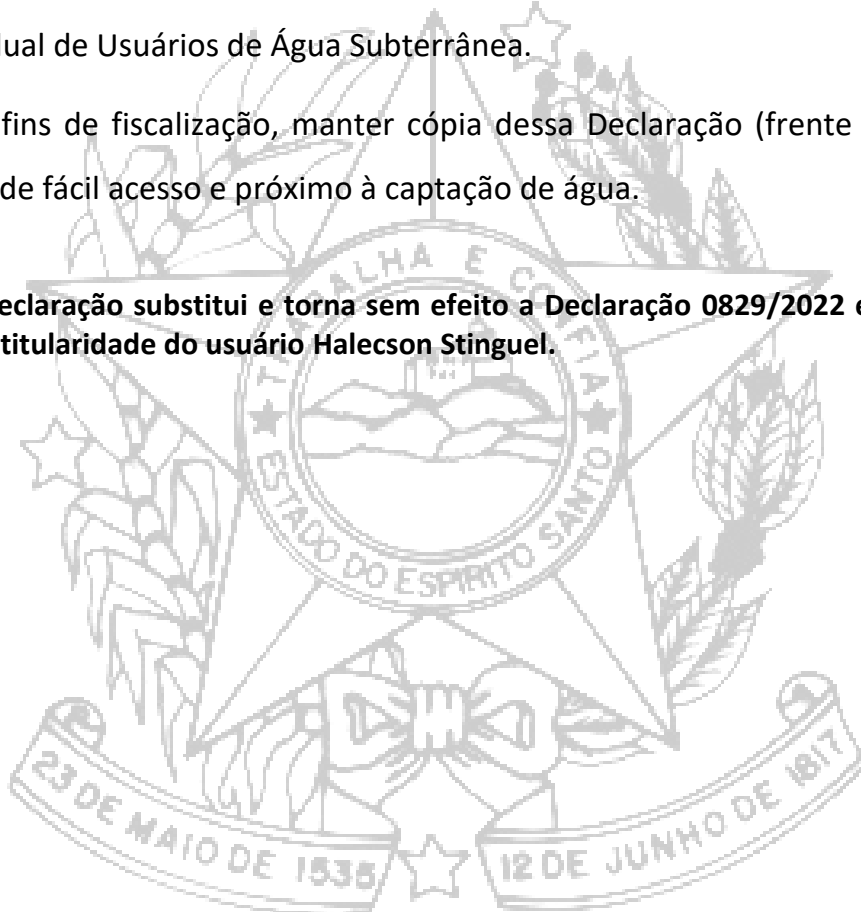 dual de Usuários de Água Subterrânea.
fins de fiscalização, manter cópia dessa Declaração (frente
de fácil acesso e próximo à captação de água.
eclaração substitui e torna sem efeito a Declaração 0829/2022 e
titularidade do usuário Halecson Stinguel.
TRABALHA E CONFIA
ESTADO DO ESPIRITO SANTO
23 DE MAIO DE 1535
12 DE JUNHO DE 1817